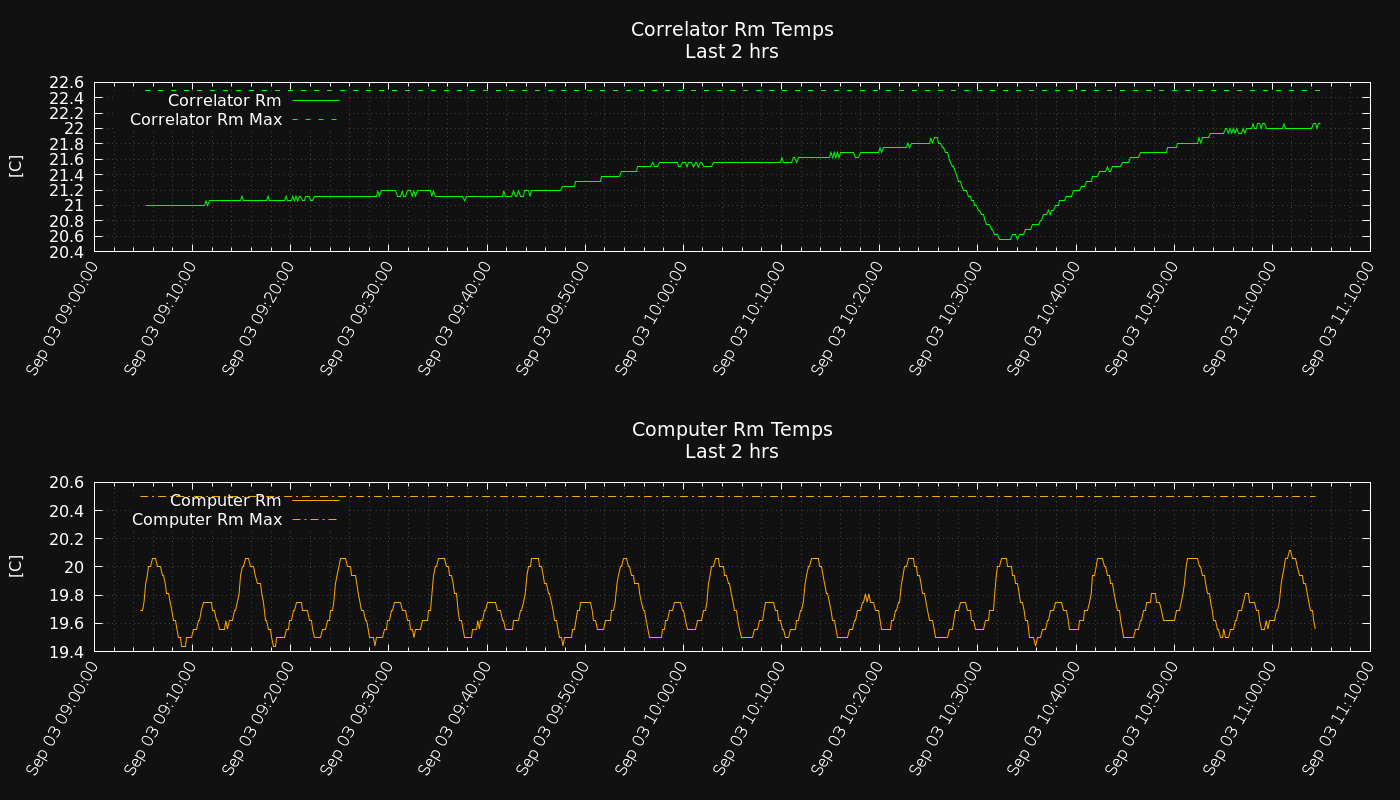 Correlator Rm Temps
Last 2 hrs
[C]
22.6
22.4
22.2
22
21.8
21.6
21.4
21.2
21
20.8
20.6
20.4
Correlator Rm
Correlator Rm Max
Sep 03 09:00:00
Sep 03 09:10:00
Sep 03 09:20:00
Sep 03 09:30:00
Sep 03 09:40:00
Sep 03 09:50:00
Sep 03 10:00:00
Sep 03 10:10:00
Sep 03 10:20:00
Sep 03 10:30:00
Sep 03 10:40:00
Sep 03 10:50:00
Sep 03 11:00:00
Sep 03 11:10:00
Computer Rm Temps
Last 2 hrs
[C]
20.6
20.4
20.2
20
19.8
19.6
19.4
Computer Rm
Computer Rm Max
Sep 03 09:00:00
Sep 03 09:10:00
Sep 03 09:20:00
Sep 03 09:30:00
Sep 03 09:40:00
Sep 03 09:50:00
Sep 03 10:00:00
Sep 03 10:10:00
Sep 03 10:20:00
Sep 03 10:30:00
Sep 03 10:40:00
Sep 03 10:50:00
Sep 03 11:00:00
Sep 03 11:10:00